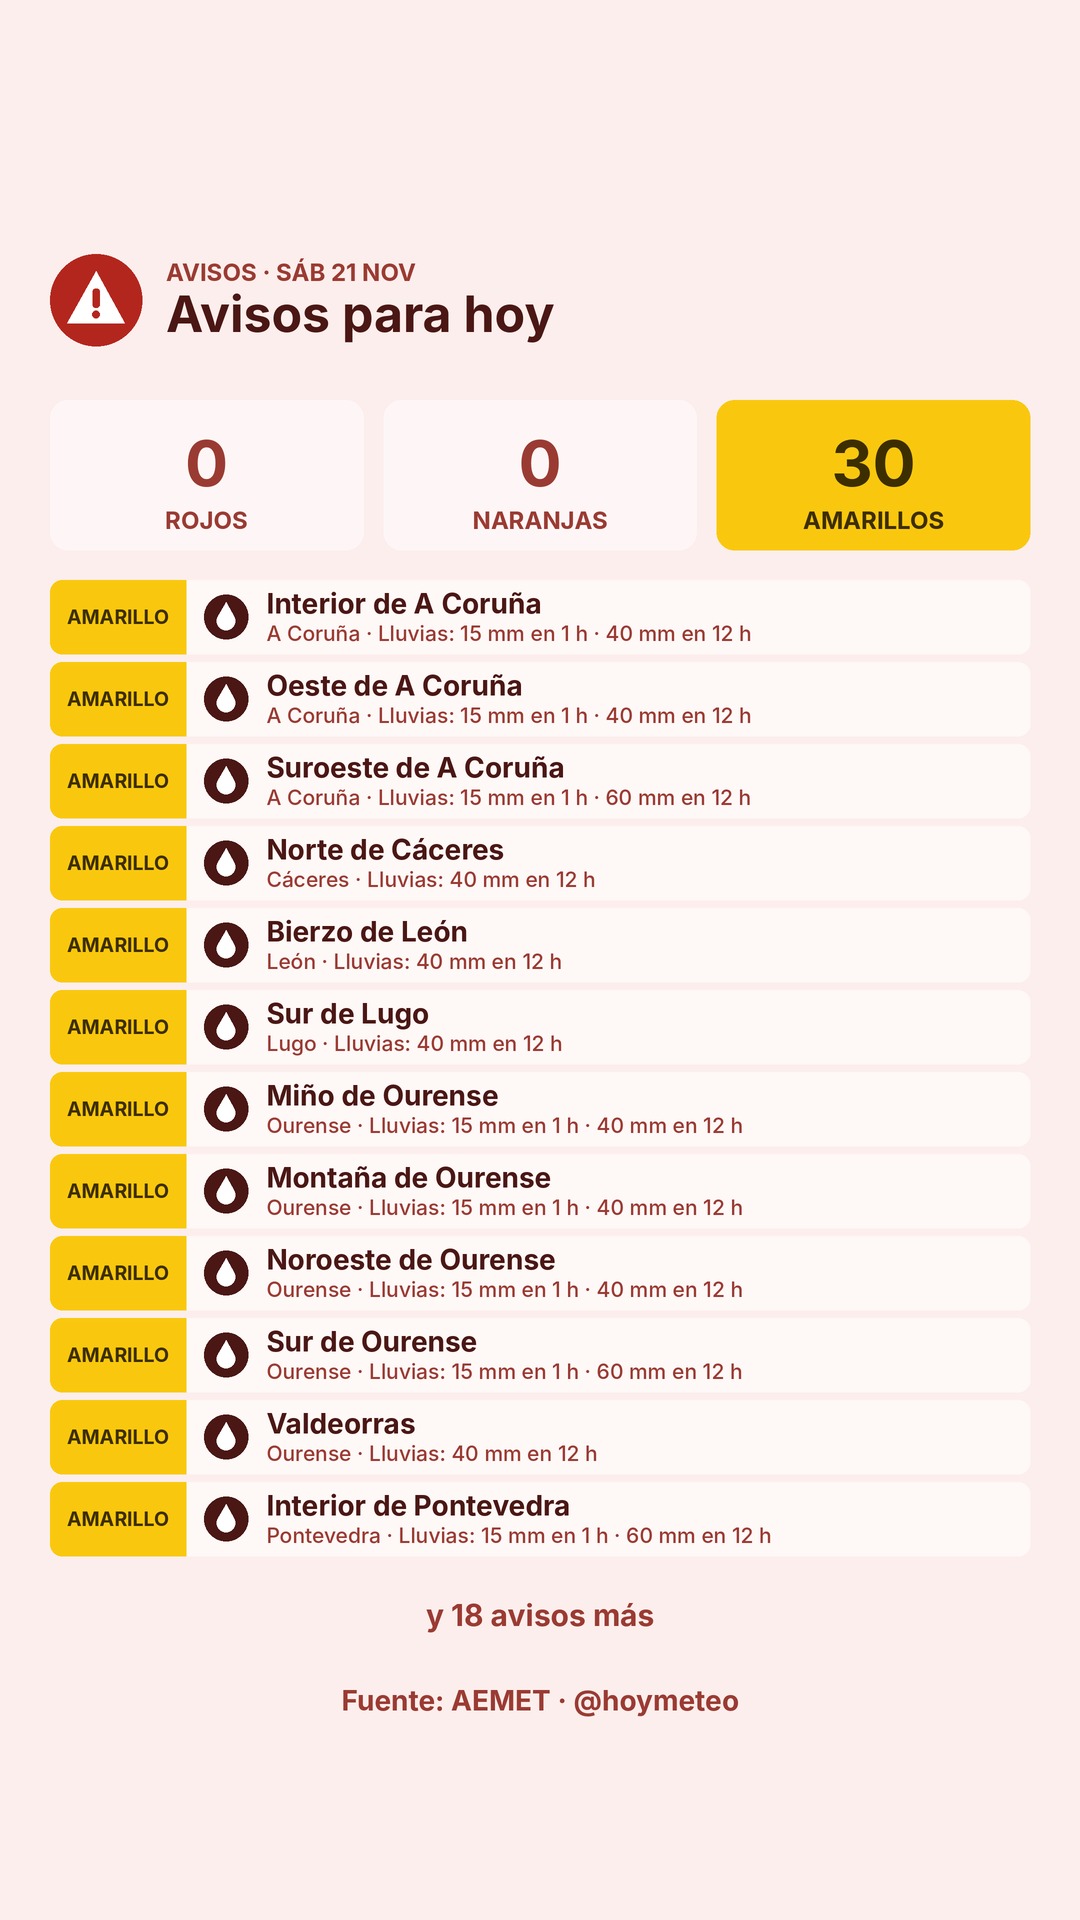 AVISOS · SÁB 21 NOV
Avisos para hoy
0
ROJOS
0
NARANJAS
30
AMARILLOS
AMARILLO
Interior de A Coruña
A Coruña · Lluvias: 15 mm en 1 h · 40 mm en 12 h
AMARILLO
Oeste de A Coruña
A Coruña · Lluvias: 15 mm en 1 h · 40 mm en 12 h
AMARILLO
Suroeste de A Coruña
A Coruña · Lluvias: 15 mm en 1 h · 60 mm en 12 h
AMARILLO
Norte de Cáceres
Cáceres · Lluvias: 40 mm en 12 h
AMARILLO
Bierzo de León
León · Lluvias: 40 mm en 12 h
AMARILLO
Sur de Lugo
Lugo · Lluvias: 40 mm en 12 h
AMARILLO
Miño de Ourense
Ourense · Lluvias: 15 mm en 1 h · 40 mm en 12 h
AMARILLO
Montaña de Ourense
Ourense · Lluvias: 15 mm en 1 h · 40 mm en 12 h
AMARILLO
Noroeste de Ourense
Ourense · Lluvias: 15 mm en 1 h · 40 mm en 12 h
AMARILLO
Sur de Ourense
Ourense · Lluvias: 15 mm en 1 h · 60 mm en 12 h
AMARILLO
Valdeorras
Ourense · Lluvias: 40 mm en 12 h
AMARILLO
Interior de Pontevedra
Pontevedra · Lluvias: 15 mm en 1 h · 60 mm en 12 h
y 18 avisos más
Fuente: AEMET · @hoymeteo